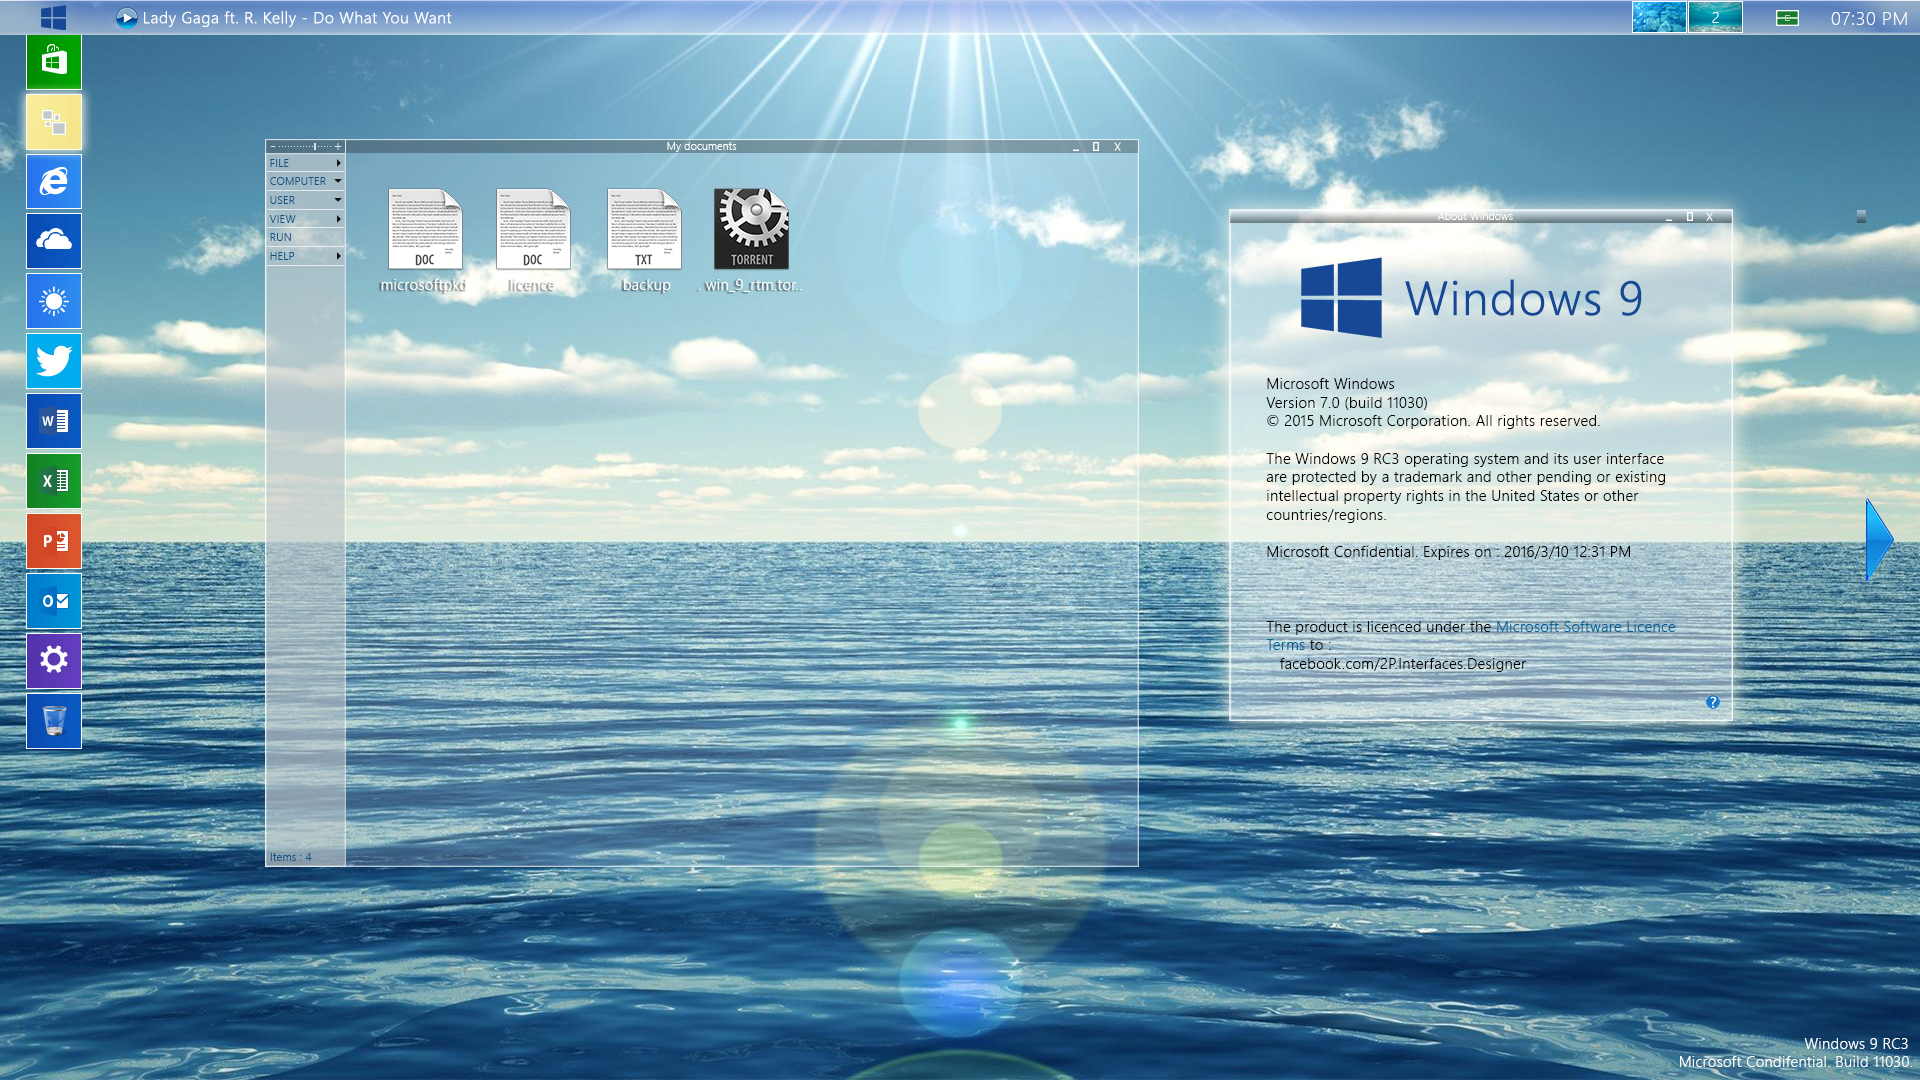 Lady Gaga ft. R. Kelly - Do What You Want
2
07:30 PM
My documents
X
FILE
COMPUTER
USER
VIEW
RUN
HELP
DOC
DOC
TXT
TORRENT
microsoftpkd
licence
backup
. win_9_rtm.tor..
Items : 4
About Windows
X
Windows 9
Microsoft Windows
Version 7.0 (build 11030)
© 2015 Microsoft Corporation. All rights reserved.
The Windows 9 RC3 operating system and its user interface
are protected by a trademark and other pending or existing
intellectual property rights in the United States or other
countries/regions.
Microsoft Confidential. Expires on : 2016/3/10 12:31 PM
The product is licenced under the Microsoft Software Licence
Terms to :
facebook.com/2P.Interfaces.Designer
?
Windows 9 RC3
Microsoft Condifential. Build 11030.